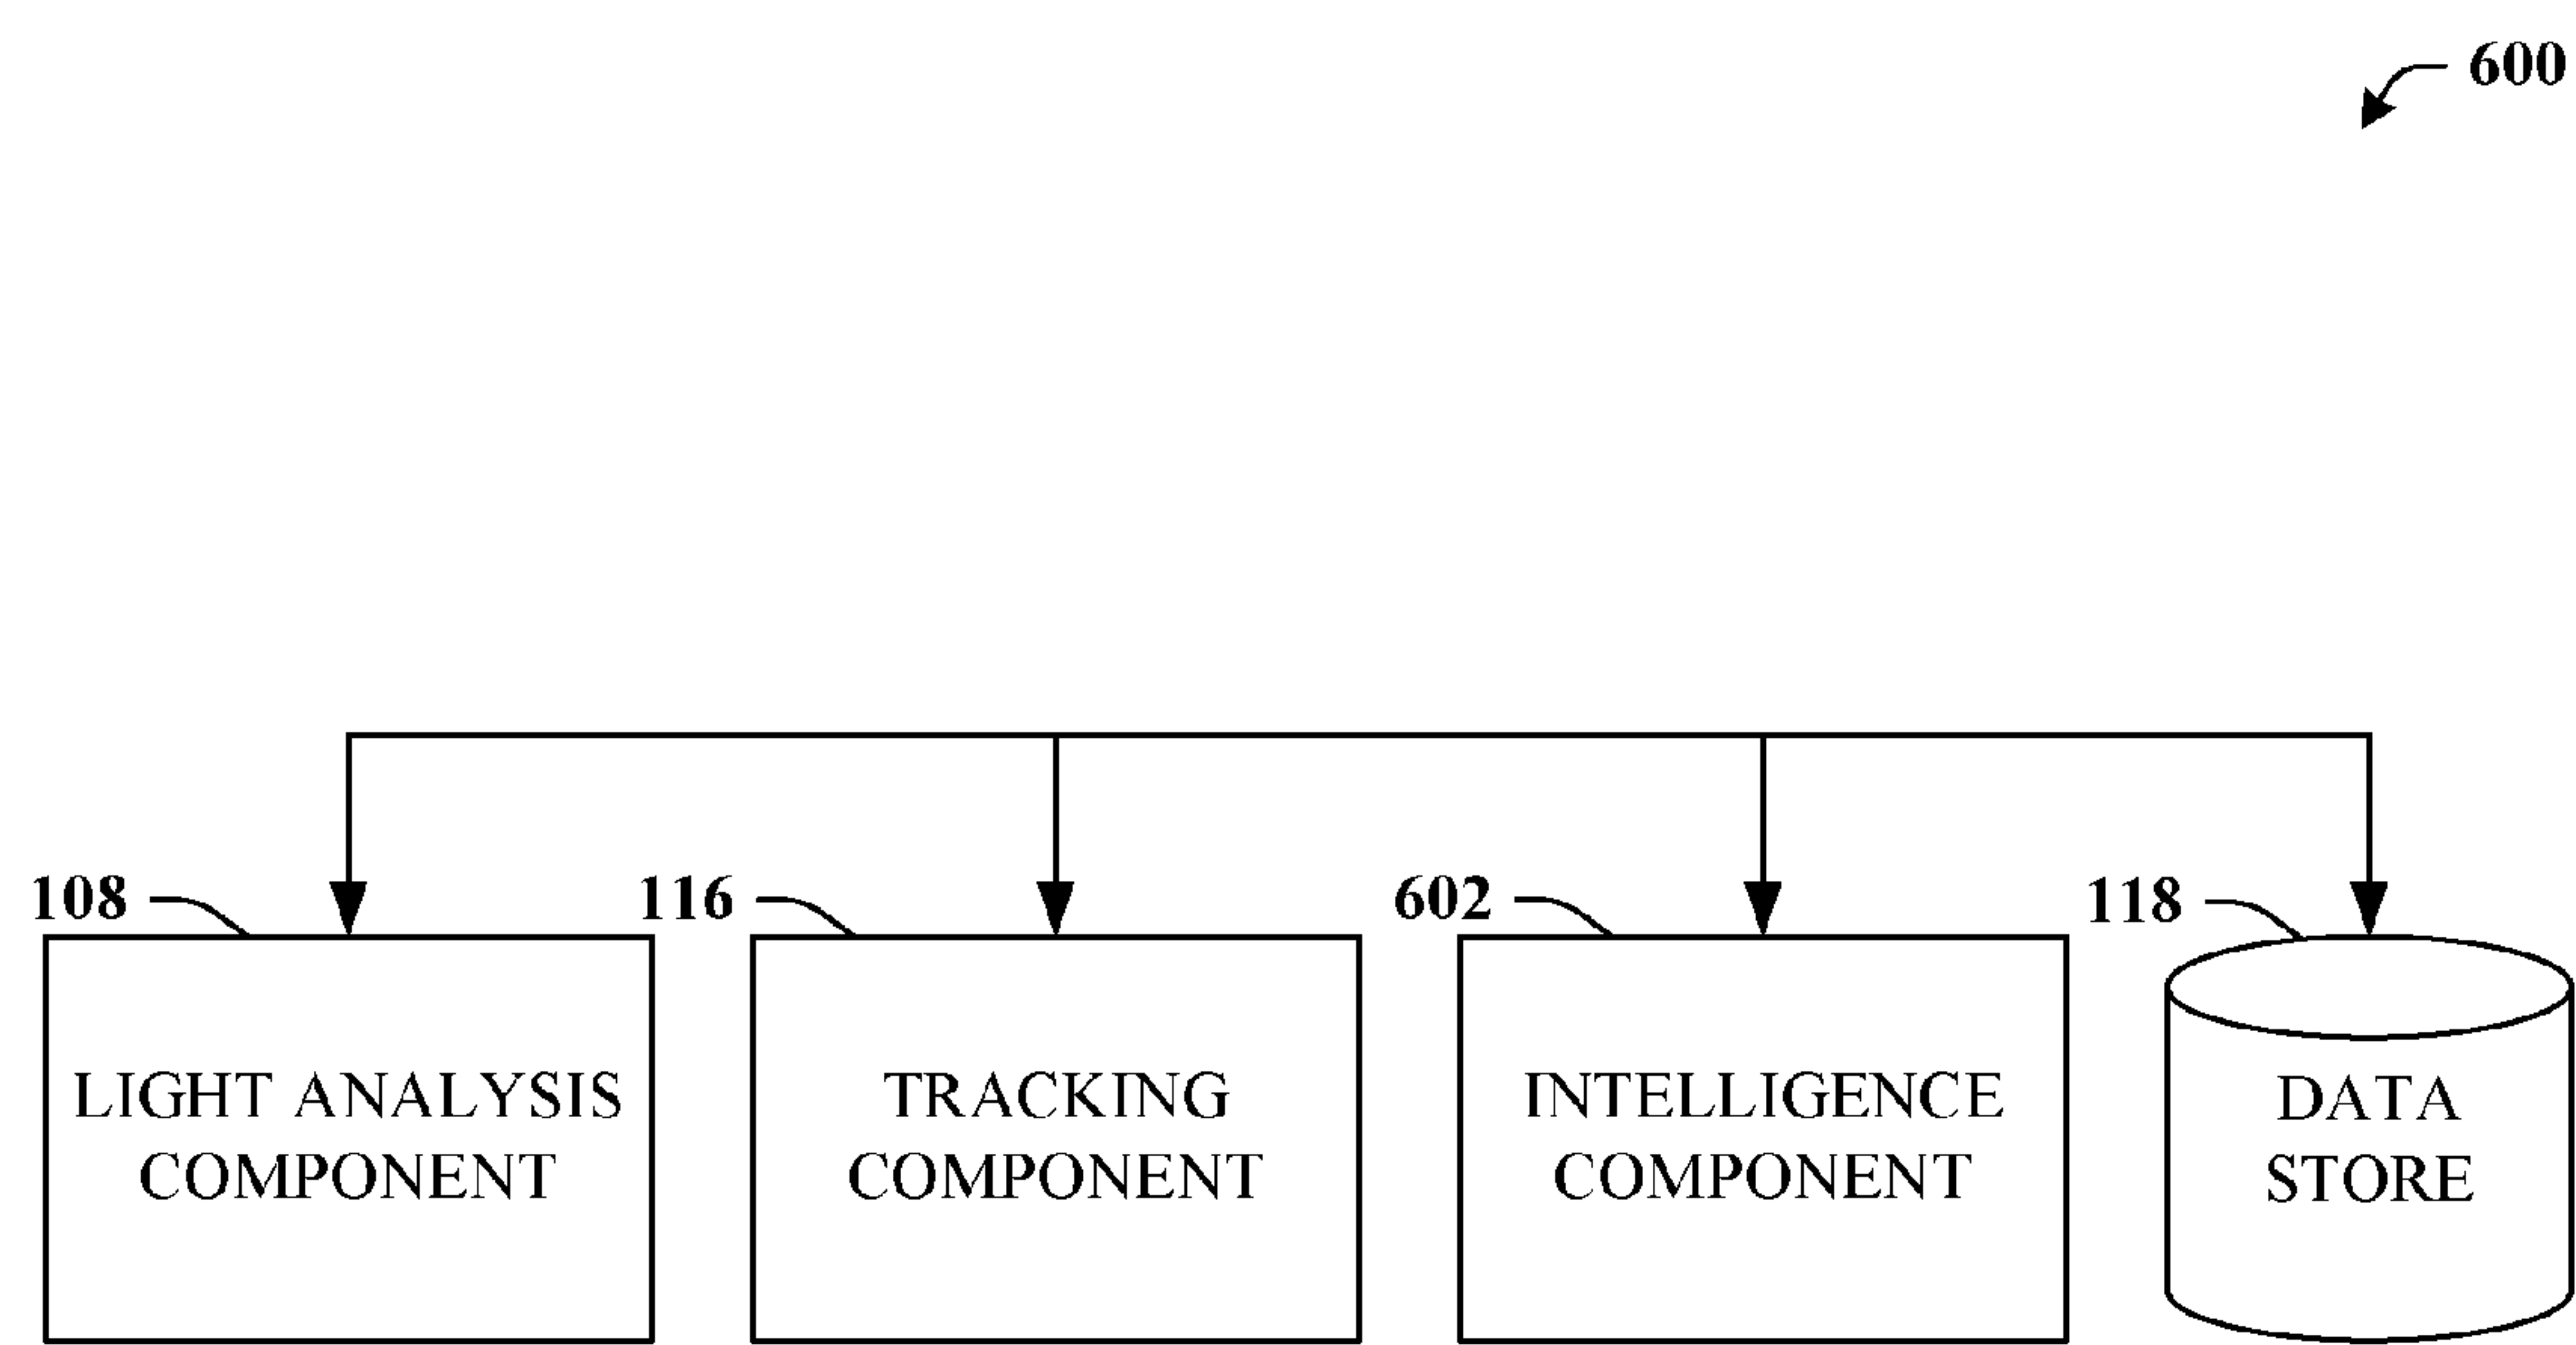 600
108
116
602
118
LIGHT ANALYSIS
COMPONENT
TRACKING
COMPONENT
INTELLIGENCE
COMPONENT
DATA
STORE